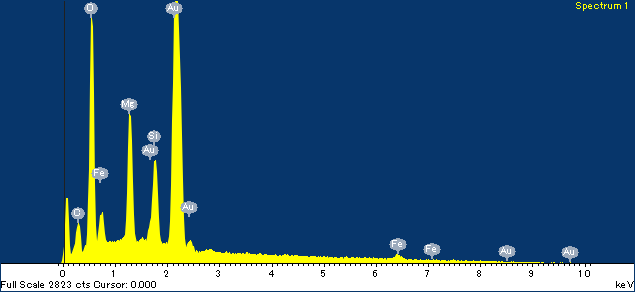 Spectrum 1
O
Au
Mg
Si
Au
Fe
Au
Fe
Fe
Au
Au
0 1 2 3 4 5 6 7 8 9 10
Full Scale 2823 cts Cursor: 0.000 keV